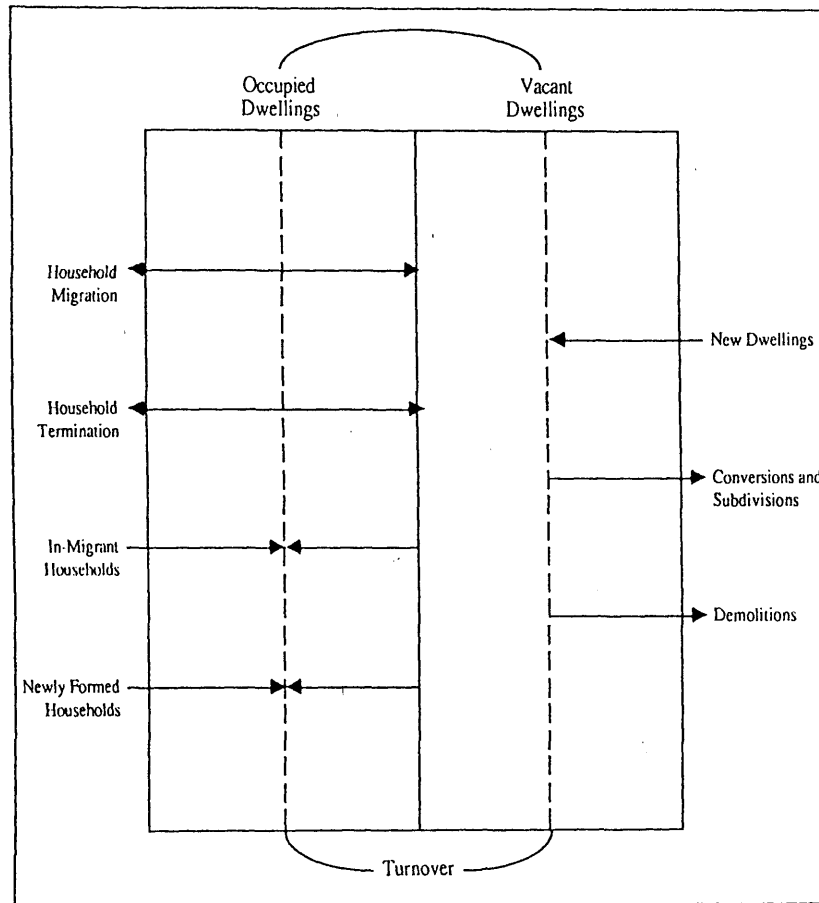 Occupied
Dwellings
Vacant
Dwellings
Household
Migration
New Dwellings
Household
Termination
Conversions and
Subdivisions
In-Migrant
Households
Demolitions
Newly Formed
Households
Turnover